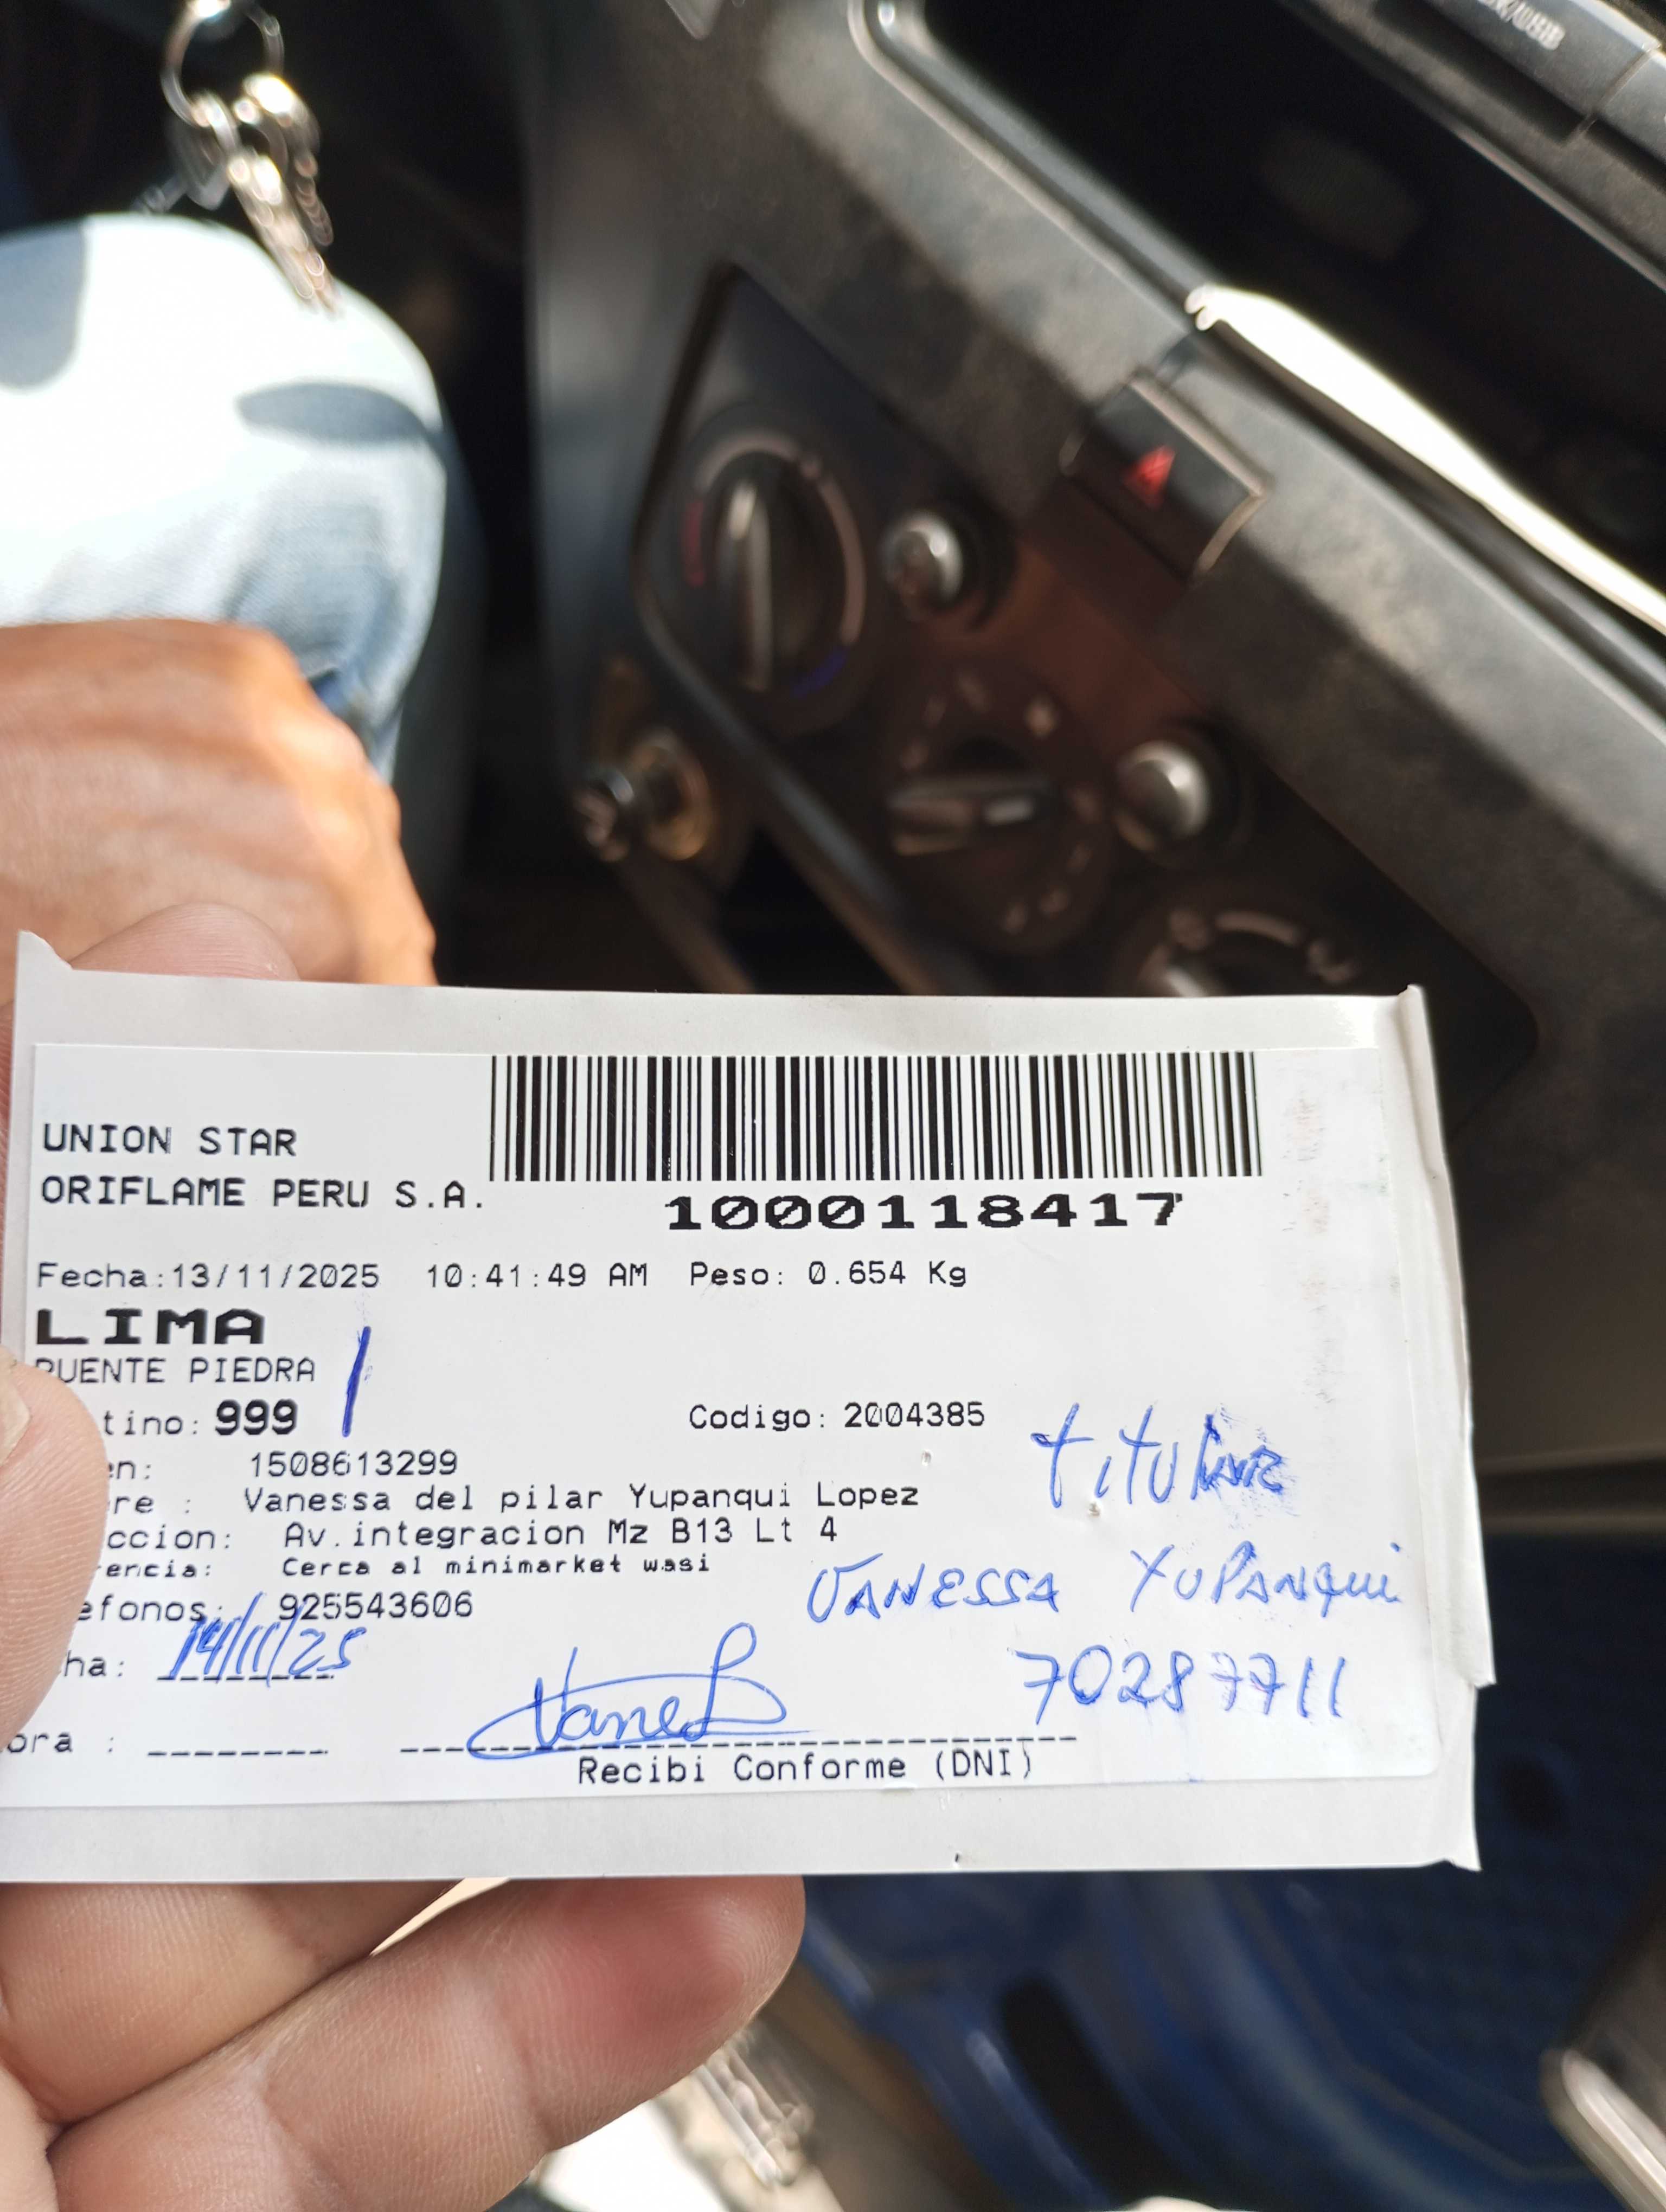 UNION STAR
ORIFLAME PERU S.A.
1000118417
Fecha:13/11/2025 10:41:49 AM Peso: 0.654 Kg
LIMA
PUENTE PIEDRA
tino: 999 Codigo: 2004385
en: 1508613299
re : Vanessa del pilar Yupanqui Lopez
ccion: Av.integracion Mz B13 Lt 4
encia: Cerca al minimarket wasi
efonos: 925543606
ha: 14/11/25
ora :
Recibi Conforme (DNI)
titular
VANESSA YUPANQUI
70287711